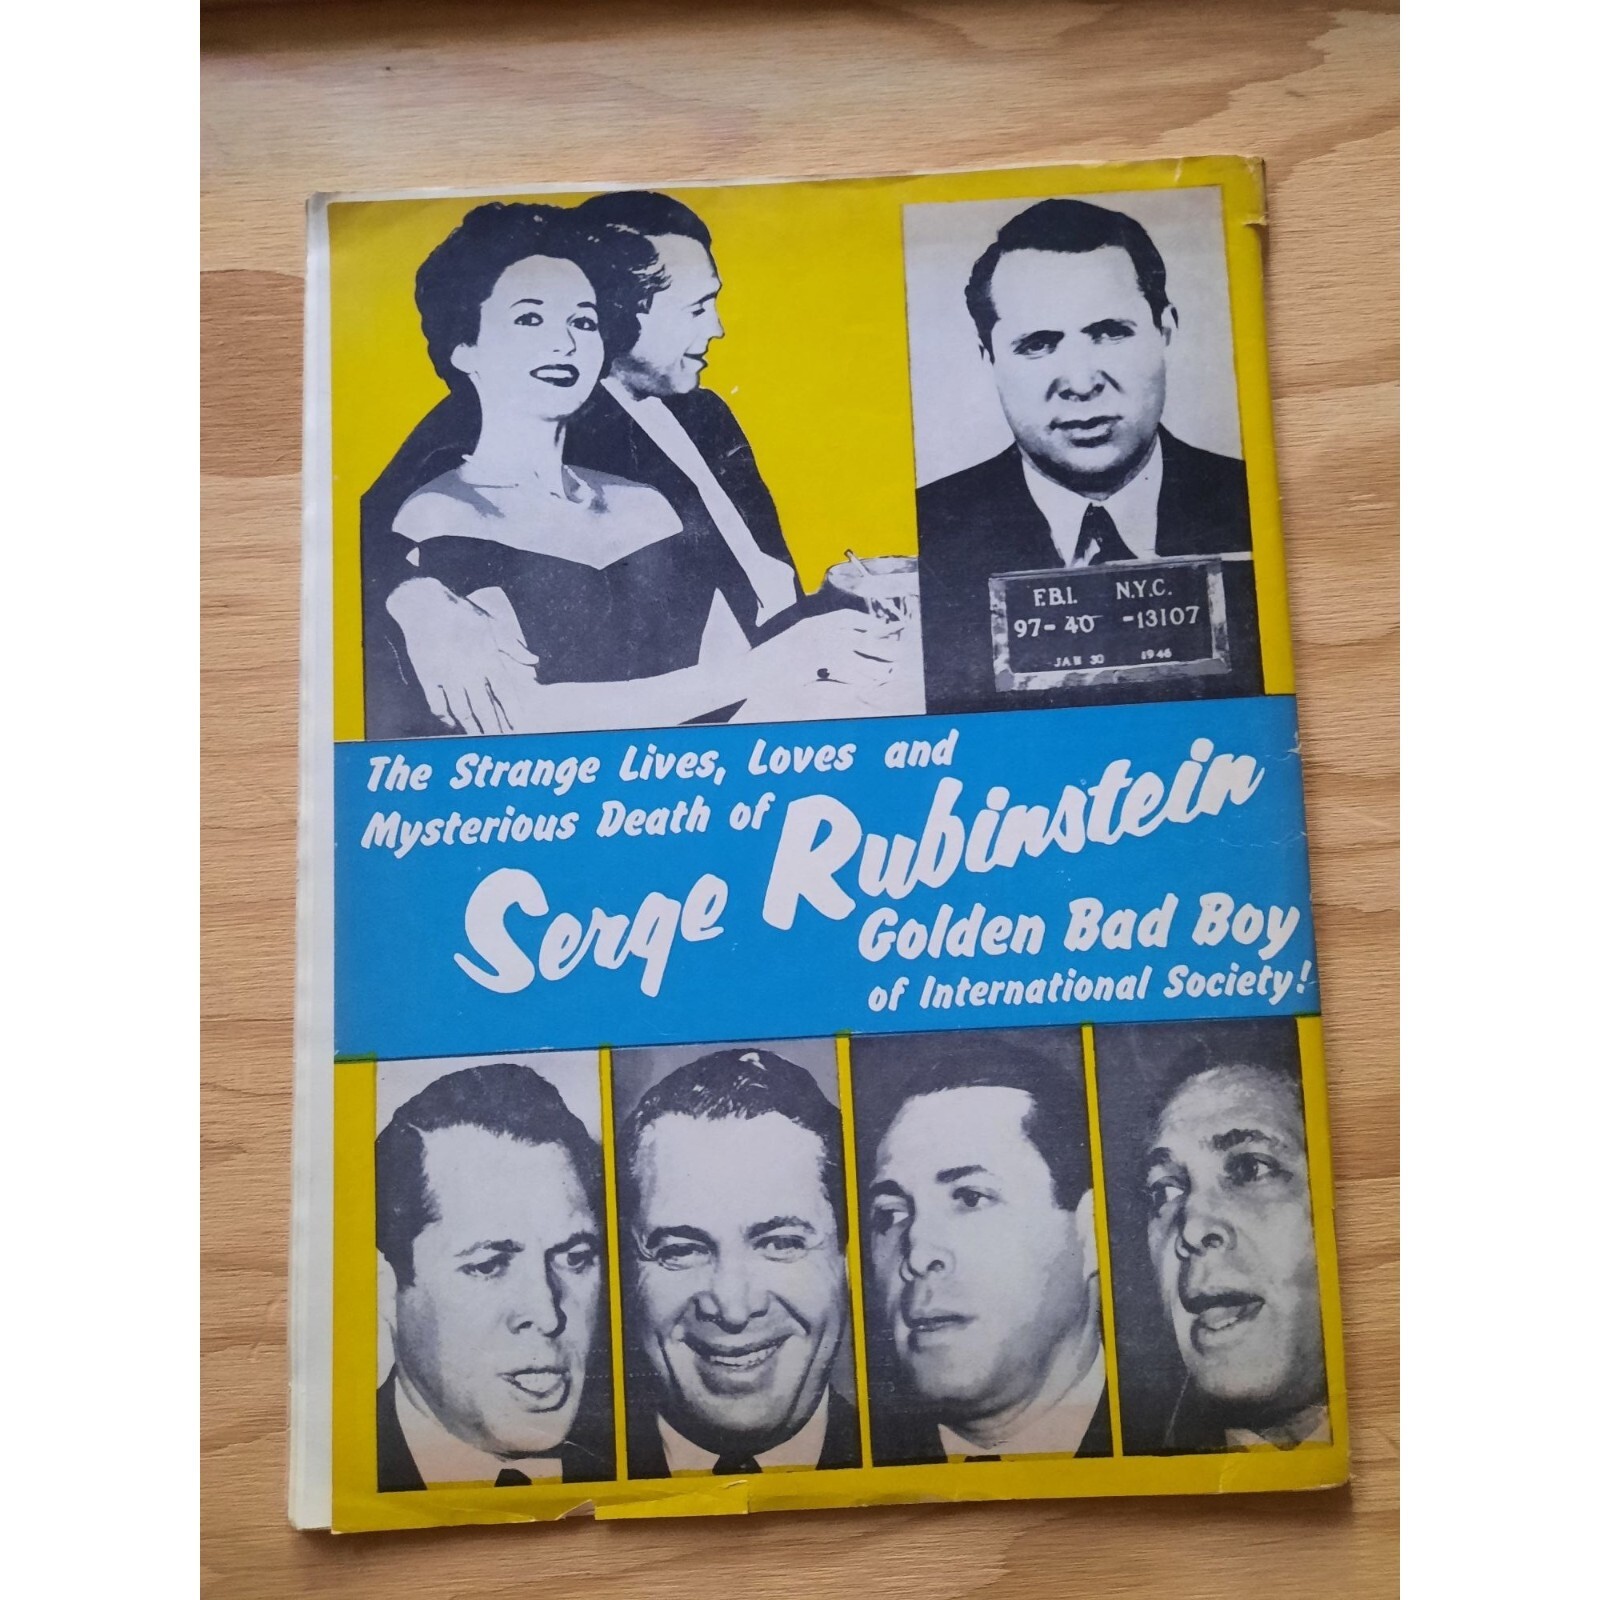 F.B.I. N.Y.C.
97-40 -13107
JAN 30 1946
The Strange Lives, Loves and
Mysterious Death of
Serge Rubinstein
Golden Bad Boy
of International Society!